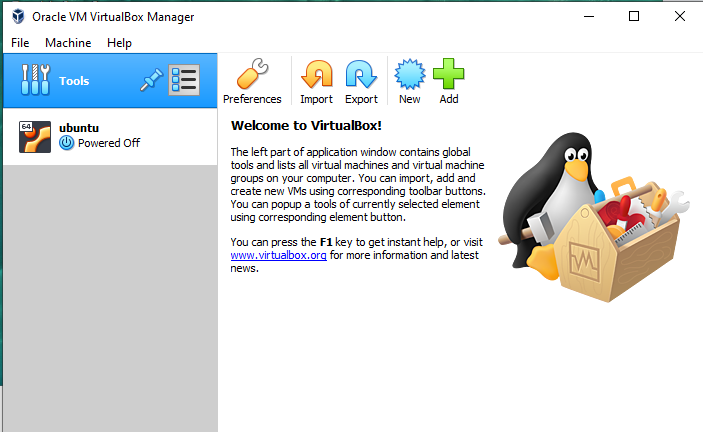 Oracle VM VirtualBox Manager
File Machine Help
Tools
Preferences Import Export New Add
64
ubuntu
Powered Off
Welcome to VirtualBox!
The left part of application window contains global
tools and lists all virtual machines and virtual machine
groups on your computer. You can import, add and
create new VMs using corresponding toolbar buttons.
You can popup a tools of currently selected element
using corresponding element button.
You can press the F1 key to get instant help, or visit
www.virtualbox.org for more information and latest
news.